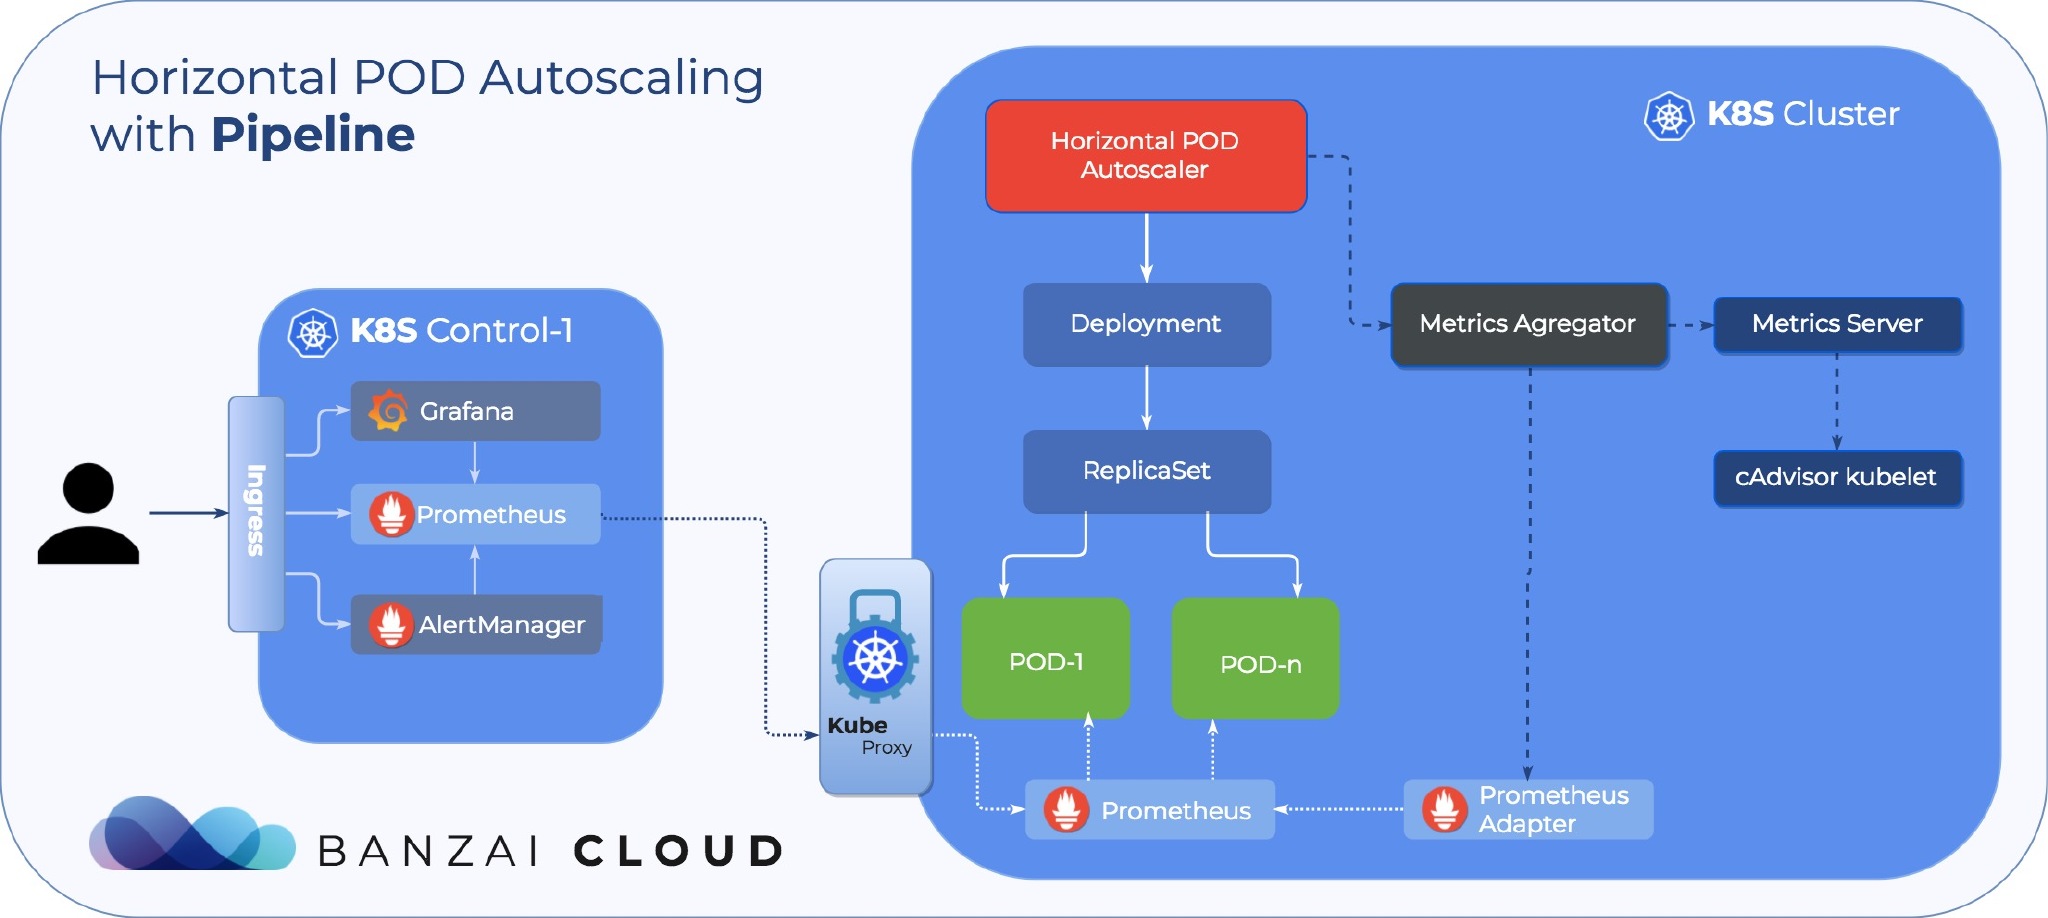 Horizontal POD Autoscaling
with Pipeline
K8S Control-1
Ingress
Grafana
Prometheus
AlertManager
Kube
Proxy
K8S Cluster
Horizontal POD
Autoscaler
Deployment
Metrics Agregator
Metrics Server
ReplicaSet
cAdvisor kubelet
POD-1
POD-n
Prometheus
Prometheus
Adapter
BANZAI CLOUD